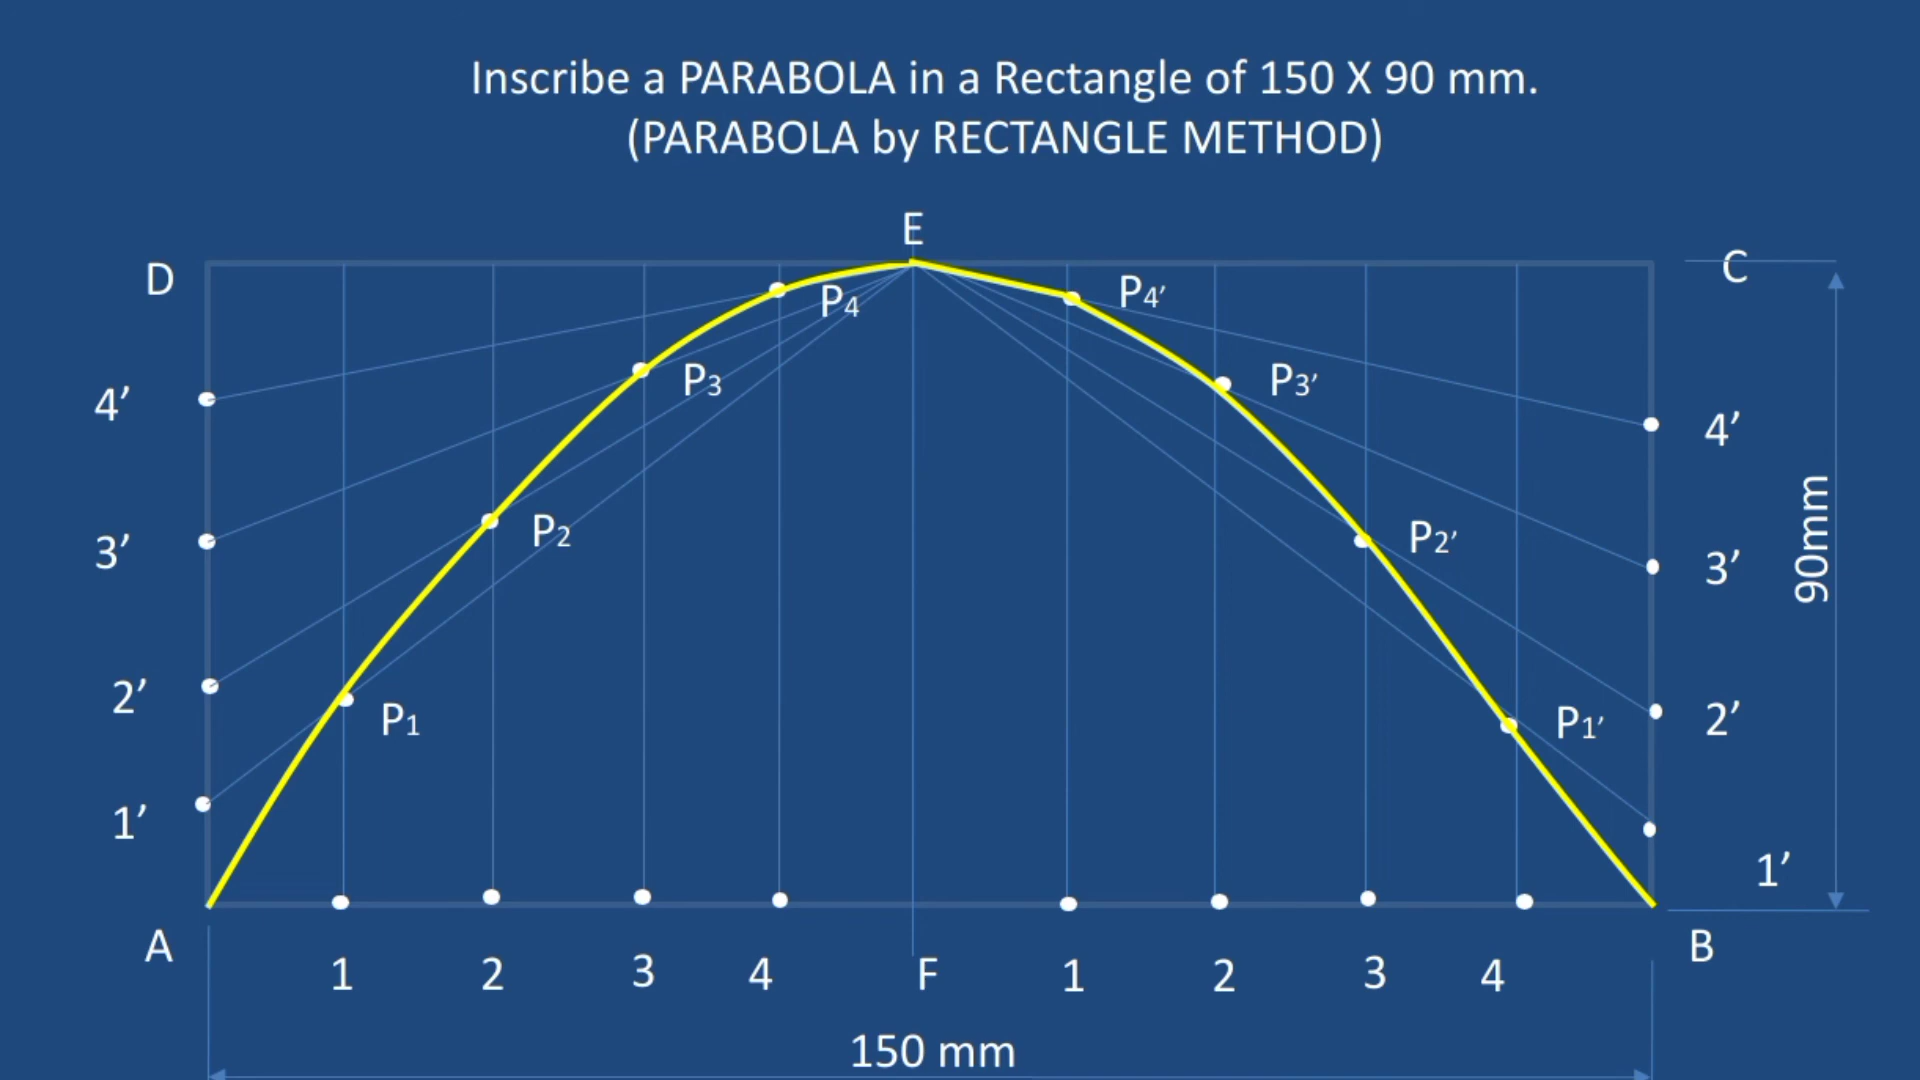 Inscribe a PARABOLA in a Rectangle of 150 X 90 mm.
(PARABOLA by RECTANGLE METHOD)
E
D
C
P4
P4'
4'
P3
P3'
4'
3'
P2
P2'
3'
90mm
2'
P1
P1'
2'
1'
1'
A
B
1 2 3 4 F 1 2 3 4
150 mm